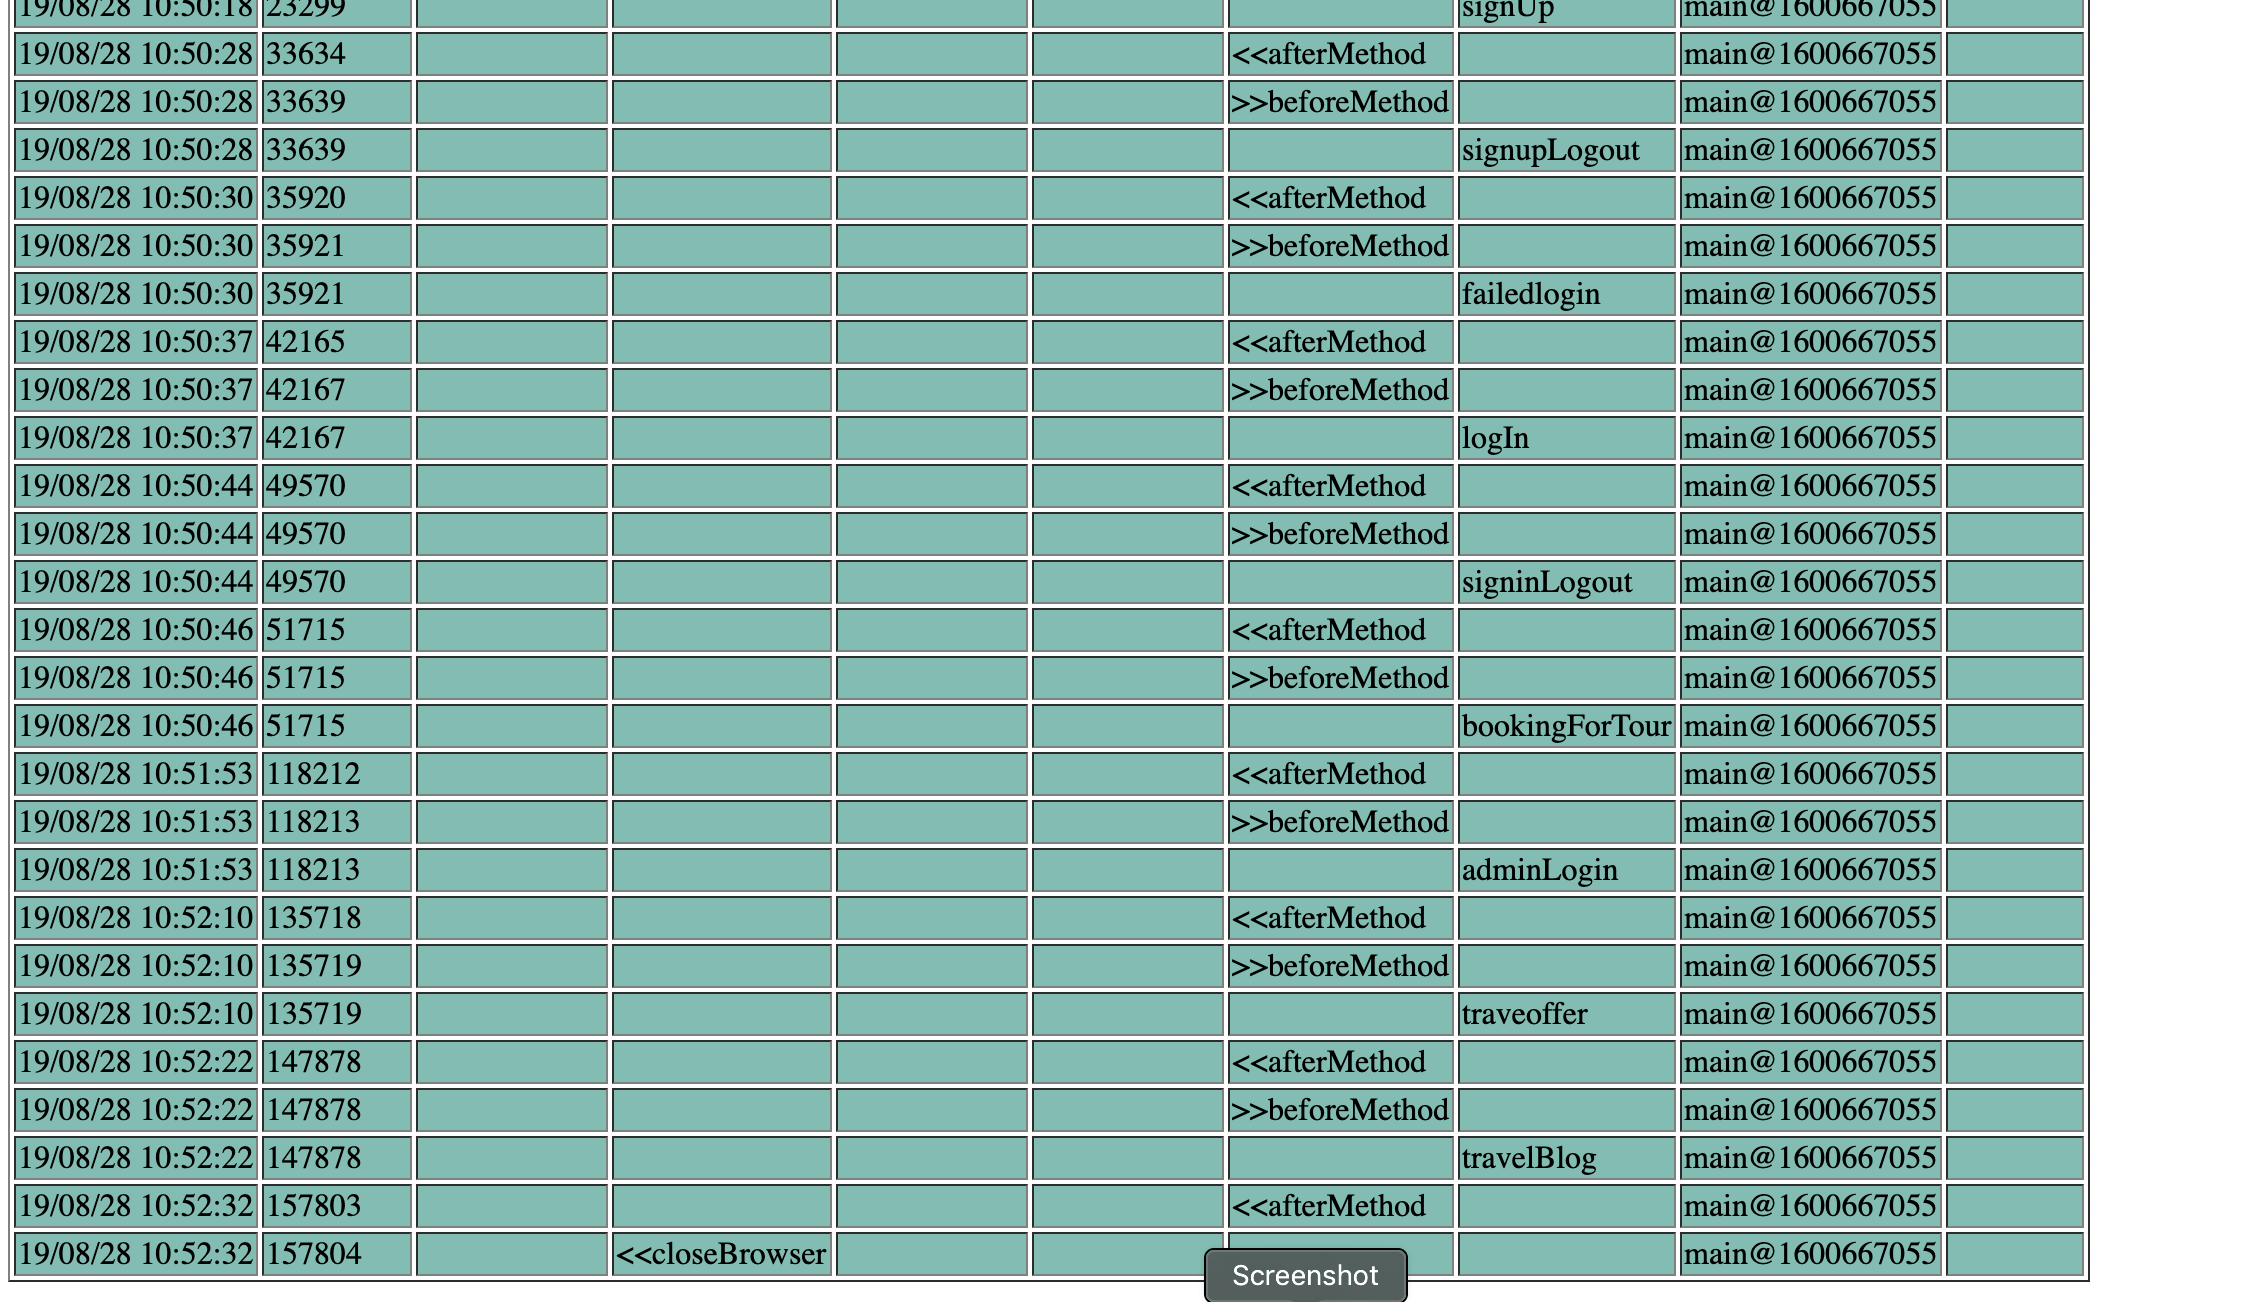 19/08/28 10:50:18 23299 signUp main@1600667055
19/08/28 10:50:28 33634 <<afterMethod main@1600667055
19/08/28 10:50:28 33639 >>beforeMethod main@1600667055
19/08/28 10:50:28 33639 signupLogout main@1600667055
19/08/28 10:50:30 35920 <<afterMethod main@1600667055
19/08/28 10:50:30 35921 >>beforeMethod main@1600667055
19/08/28 10:50:30 35921 failedlogin main@1600667055
19/08/28 10:50:37 42165 <<afterMethod main@1600667055
19/08/28 10:50:37 42167 >>beforeMethod main@1600667055
19/08/28 10:50:37 42167 logIn main@1600667055
19/08/28 10:50:44 49570 <<afterMethod main@1600667055
19/08/28 10:50:44 49570 >>beforeMethod main@1600667055
19/08/28 10:50:44 49570 signinLogout main@1600667055
19/08/28 10:50:46 51715 <<afterMethod main@1600667055
19/08/28 10:50:46 51715 >>beforeMethod main@1600667055
19/08/28 10:50:46 51715 bookingForTour main@1600667055
19/08/28 10:51:53 118212 <<afterMethod main@1600667055
19/08/28 10:51:53 118213 >>beforeMethod main@1600667055
19/08/28 10:51:53 118213 adminLogin main@1600667055
19/08/28 10:52:10 135718 <<afterMethod main@1600667055
19/08/28 10:52:10 135719 >>beforeMethod main@1600667055
19/08/28 10:52:10 135719 traveoffer main@1600667055
19/08/28 10:52:22 147878 <<afterMethod main@1600667055
19/08/28 10:52:22 147878 >>beforeMethod main@1600667055
19/08/28 10:52:22 147878 travelBlog main@1600667055
19/08/28 10:52:32 157803 <<afterMethod main@1600667055
19/08/28 10:52:32 157804 <<closeBrowser main@1600667055
Screenshot